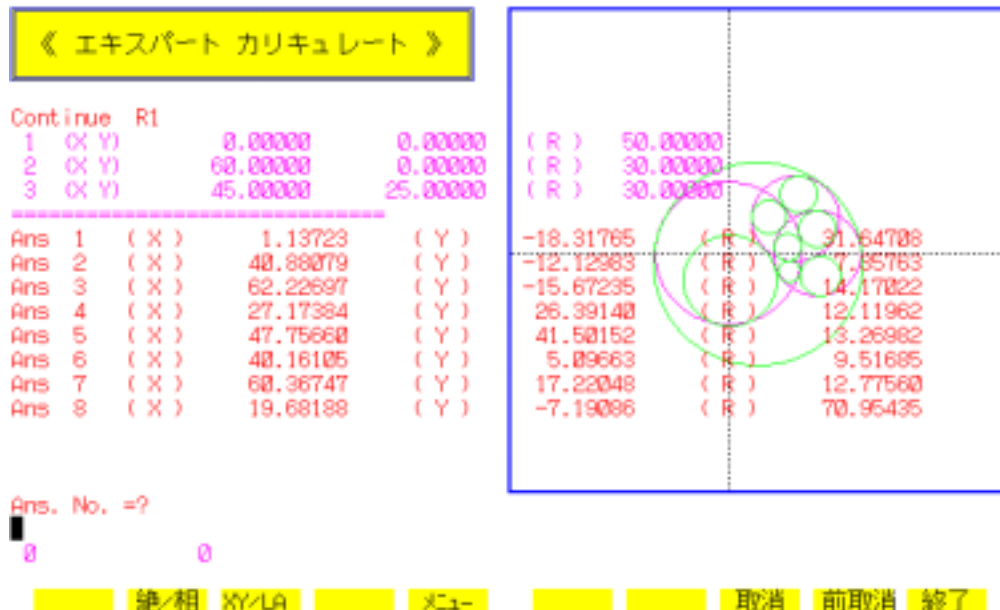 《 エキスパート カリキュレート 》
Continue R1
1 (X Y) 0.00000 0.00000 ( R ) 50.00000
2 (X Y) 60.00000 0.00000 ( R ) 30.00000
3 (X Y) 45.00000 25.00000 ( R ) 30.00000
================================
Ans 1 ( X ) 1.13723 ( Y ) -18.31765 ( R ) 31.64708
Ans 2 ( X ) 40.88079 ( Y ) -12.12963 ( R ) 7.35763
Ans 3 ( X ) 62.22697 ( Y ) -15.67235 ( R ) 14.17022
Ans 4 ( X ) 27.17384 ( Y ) 26.39140 ( R ) 12.11962
Ans 5 ( X ) 47.75660 ( Y ) 41.50152 ( R ) 13.26982
Ans 6 ( X ) 40.16105 ( Y ) 5.09663 ( R ) 9.51685
Ans 7 ( X ) 60.36747 ( Y ) 17.22048 ( R ) 12.77560
Ans 8 ( X ) 19.68188 ( Y ) -7.19086 ( R ) 70.95435
Ans. No. =?
0 0
絶/相 XY/LA メニュー 取消 前取消 終了